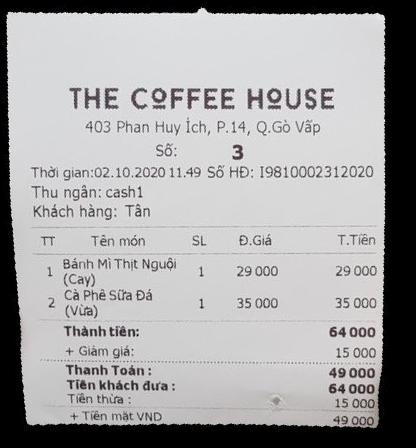 THE COFFEE HOUSE
403 Phan Huy Ích, P.14, Q.Gò Vấp
Số: 3
Thời gian:02.10.2020 11.49 Số HĐ: I9810002312020
Thu ngân: cash1
Khách hàng: Tân
TT Tên món SL Đ.Giá T.Tiền
1 Bánh Mì Thịt Nguội 1 29 000 29 000
(Cay)
2 Cà Phê Sữa Đá 1 35 000 35 000
(Vừa)
Thành tiền: 64 000
+ Giảm giá: 15 000
Thanh Toán : 49 000
Tiền khách đưa : 64 000
Tiền thừa : 15 000
+ Tiền mặt VND 49 000